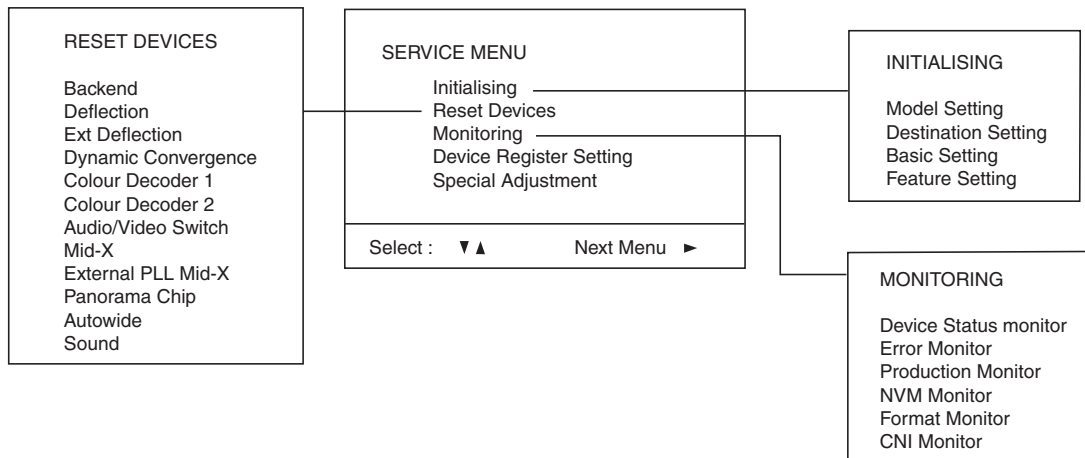 RESET DEVICES
Backend
Deflection
Ext Deflection
Dynamic Convergence
Colour Decoder 1
Colour Decoder 2
Audio/Video Switch
Mid-X
External PLL Mid-X
Panorama Chip
Autowide
Sound
SERVICE MENU
Initialising
Reset Devices
Monitoring
Device Register Setting
Special Adjustment
Select : ▼▲ Next Menu ►
INITIALISING
Model Setting
Destination Setting
Basic Setting
Feature Setting
MONITORING
Device Status monitor
Error Monitor
Production Monitor
NVM Monitor
Format Monitor
CNI Monitor